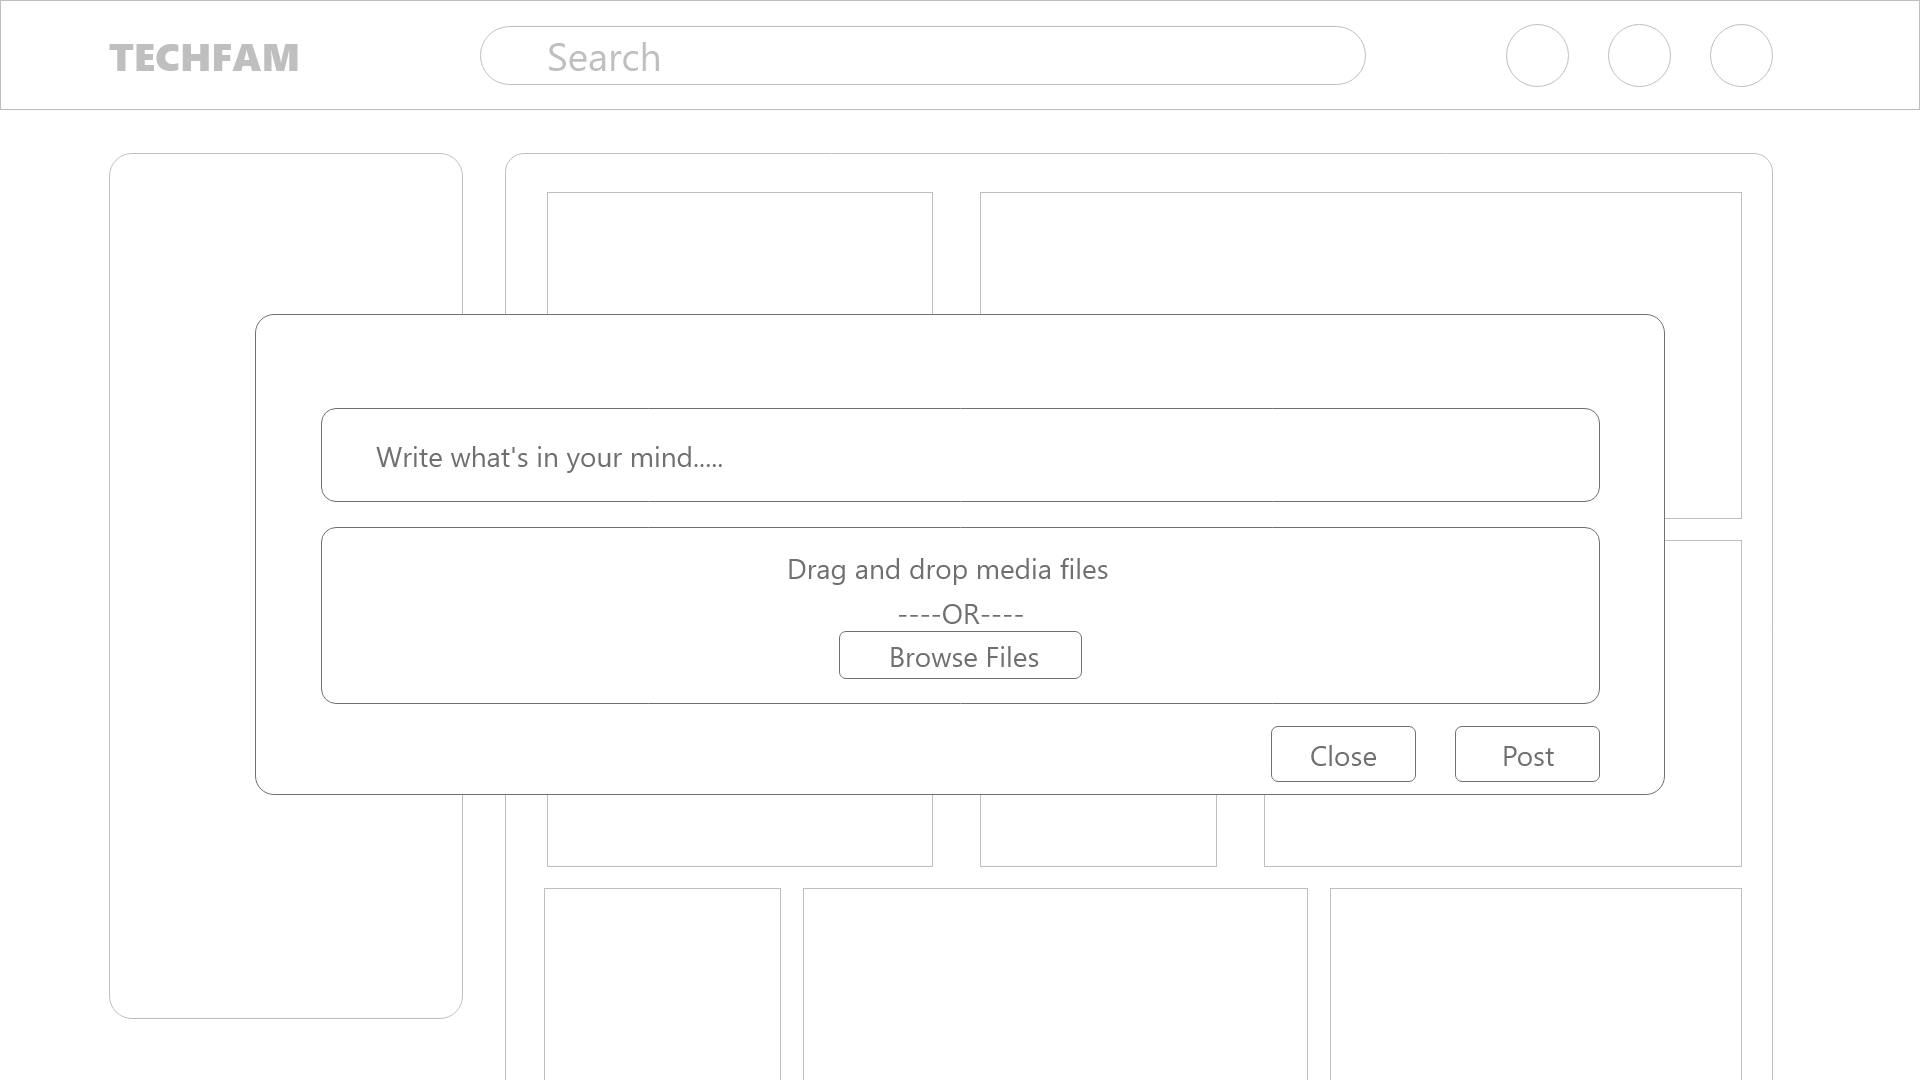 TECHFAM
Search
Write what's in your mind.....
Drag and drop media files
----OR----
Browse Files
Close
Post